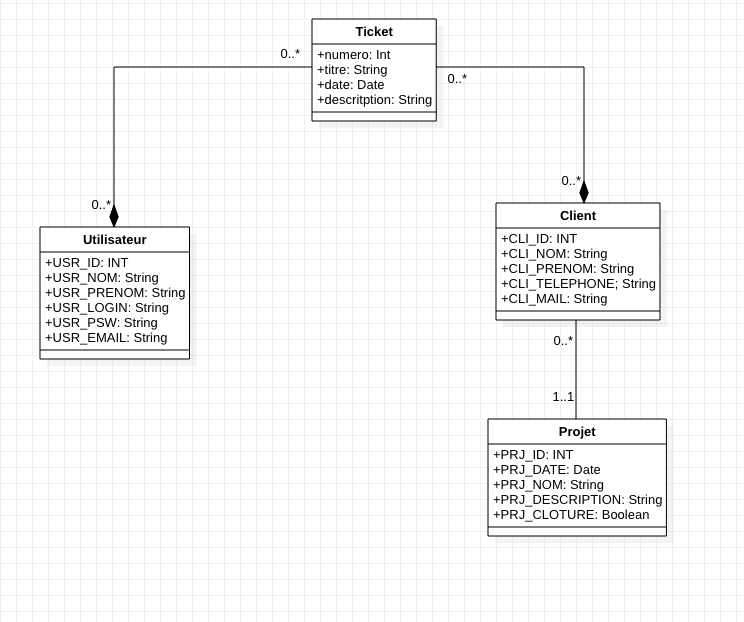 Ticket
+numero: Int
+titre: String
+date: Date
+descritption: String
0..*
0..*
0..*
0..*
Utilisateur
+USR_ID: INT
+USR_NOM: String
+USR_PRENOM: String
+USR_LOGIN: String
+USR_PSW: String
+USR_EMAIL: String
Client
+CLI_ID: INT
+CLI_NOM: String
+CLI_PRENOM: String
+CLI_TELEPHONE; String
+CLI_MAIL: String
0..*
1..1
Projet
+PRJ_ID: INT
+PRJ_DATE: Date
+PRJ_NOM: String
+PRJ_DESCRIPTION: String
+PRJ_CLOTURE: Boolean